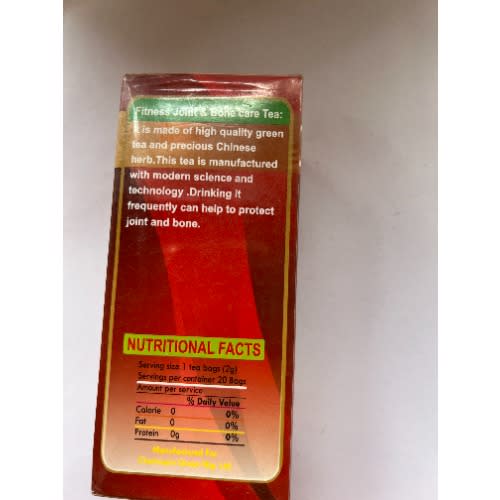 Fitness Joint & Bone care Tea:
It is made of high quality green
tea and precious Chinese
herb.This tea is manufactured
with modern science and
technology .Drinking it
frequently can help to protect
joint and bone.
NUTRITIONAL FACTS
Serving size 1 tea bags (2g)
Servings per container 20 Bags
Amount per service
% Daily Value
Calorie 0 0%
Fat 0 0%
Protein 0g 0%
Manufactured For